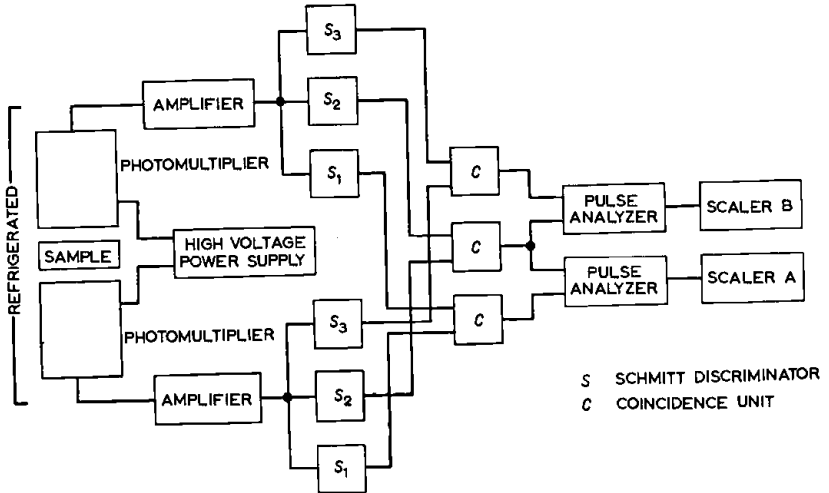 S3
AMPLIFIER
S2
REFRIGERATED
PHOTOMULTIPLIER
S1
C
PULSE
ANALYZER
SCALER B
SAMPLE
HIGH VOLTAGE
POWER SUPPLY
C
PULSE
ANALYZER
SCALER A
PHOTOMULTIPLIER
S3
C
AMPLIFIER
S2
S1
S SCHMITT DISCRIMINATOR
C COINCIDENCE UNIT